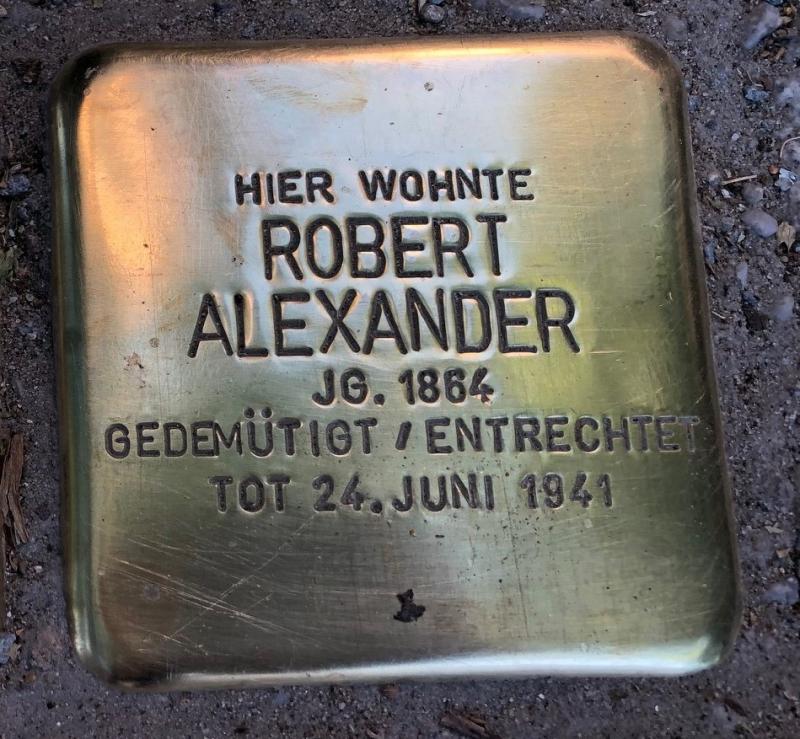 HIER WOHNTE
ROBERT
ALEXANDER
JG. 1864
GEDEMÜTIGT / ENTRECHTET
TOT 24. JUNI 1941